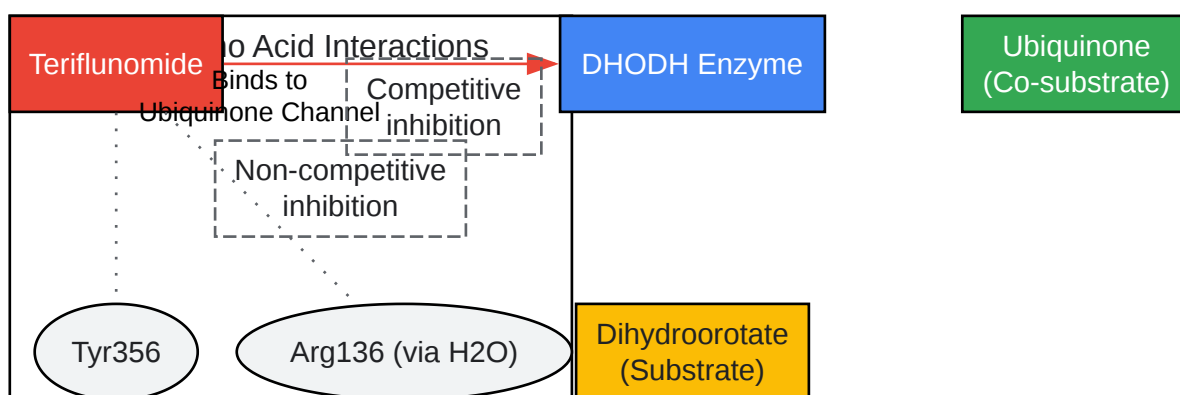 Teriflunomide
o Acid Interactions
Binds to
Ubiquinone Channel
Competitive
inhibition
Non-competitive
inhibition
DHODH Enzyme
Ubiquinone
(Co-substrate)
Tyr356
Arg136 (via H2O)
Dihydroorotate
(Substrate)